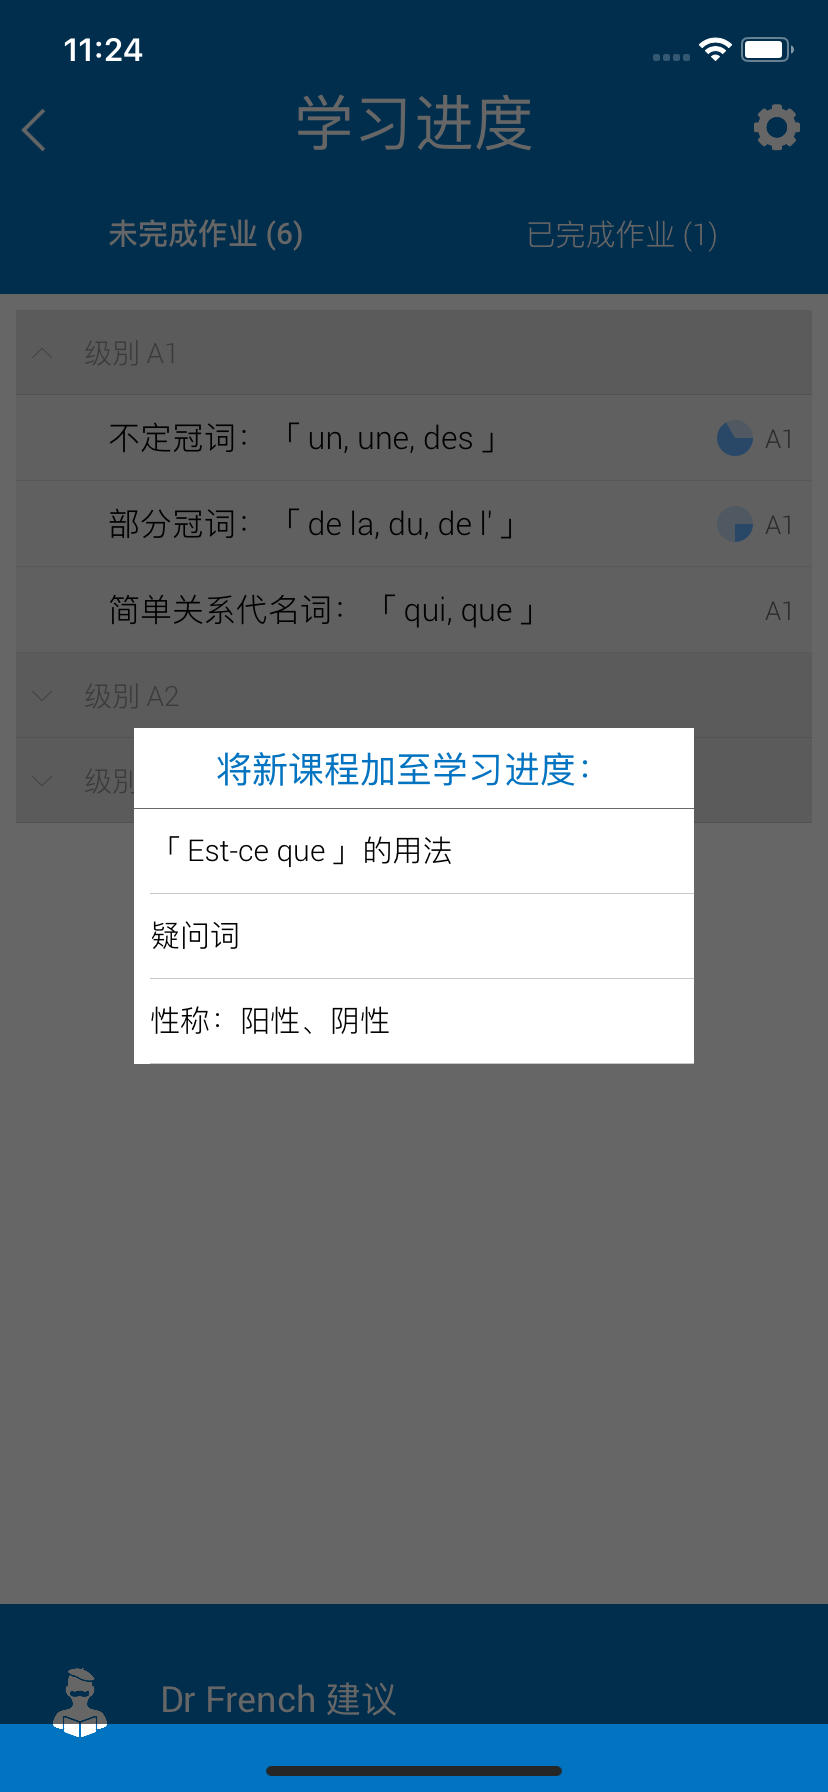 11:24
学习进度
未完成作业 (6)
已完成作业 (1)
级別 A1
不定冠词：「 un, une, des 」 A1
部分冠词：「 de la, du, de l' 」 A1
简单关系代名词：「 qui, que 」 A1
级別 A2
级別
将新课程加至学习进度：
「 Est-ce que 」的用法
疑问词
性称：阳性、阴性
Dr French 建议